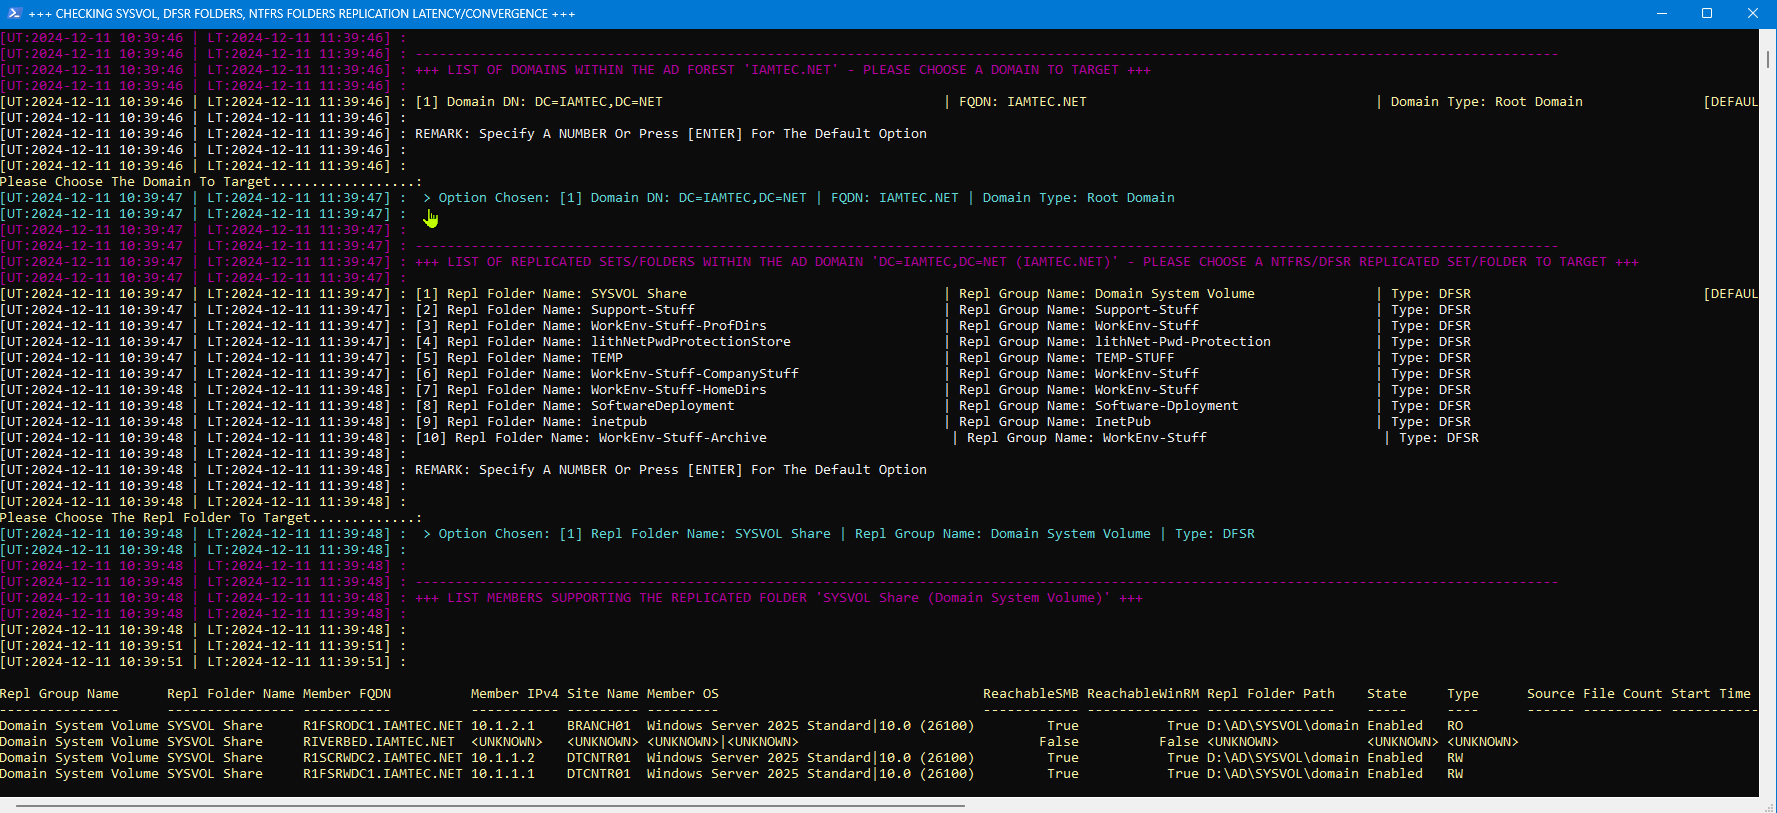 +++ CHECKING SYSVOL, DFSR FOLDERS, NTFRS FOLDERS REPLICATION LATENCY/CONVERGENCE +++
[UT:2024-12-11 10:39:46 | LT:2024-12-11 11:39:46] :
[UT:2024-12-11 10:39:46 | LT:2024-12-11 11:39:46] : -----------------------------------------------------------------------------------------------------------------------------------------------
[UT:2024-12-11 10:39:46 | LT:2024-12-11 11:39:46] : +++ LIST OF DOMAINS WITHIN THE AD FOREST 'IAMTEC.NET' - PLEASE CHOOSE A DOMAIN TO TARGET +++
[UT:2024-12-11 10:39:46 | LT:2024-12-11 11:39:46] :
[UT:2024-12-11 10:39:46 | LT:2024-12-11 11:39:46] : [1] Domain DN: DC=IAMTEC,DC=NET | FQDN: IAMTEC.NET | Domain Type: Root Domain [DEFAUL
[UT:2024-12-11 10:39:46 | LT:2024-12-11 11:39:46] :
[UT:2024-12-11 10:39:46 | LT:2024-12-11 11:39:46] : REMARK: Specify A NUMBER Or Press [ENTER] For The Default Option
[UT:2024-12-11 10:39:46 | LT:2024-12-11 11:39:46] :
[UT:2024-12-11 10:39:46 | LT:2024-12-11 11:39:46] :
Please Choose The Domain To Target..................:
[UT:2024-12-11 10:39:47 | LT:2024-12-11 11:39:47] :  > Option Chosen: [1] Domain DN: DC=IAMTEC,DC=NET | FQDN: IAMTEC.NET | Domain Type: Root Domain
[UT:2024-12-11 10:39:47 | LT:2024-12-11 11:39:47] :
[UT:2024-12-11 10:39:47 | LT:2024-12-11 11:39:47] :
[UT:2024-12-11 10:39:47 | LT:2024-12-11 11:39:47] : -----------------------------------------------------------------------------------------------------------------------------------------------
[UT:2024-12-11 10:39:47 | LT:2024-12-11 11:39:47] : +++ LIST OF REPLICATED SETS/FOLDERS WITHIN THE AD DOMAIN 'DC=IAMTEC,DC=NET (IAMTEC.NET)' - PLEASE CHOOSE A NTFRS/DFSR REPLICATED SET/FOLDER TO TARGET +++
[UT:2024-12-11 10:39:47 | LT:2024-12-11 11:39:47] :
[UT:2024-12-11 10:39:47 | LT:2024-12-11 11:39:47] : [1] Repl Folder Name: SYSVOL Share | Repl Group Name: Domain System Volume | Type: DFSR [DEFAUL
[UT:2024-12-11 10:39:47 | LT:2024-12-11 11:39:47] : [2] Repl Folder Name: Support-Stuff | Repl Group Name: Support-Stuff | Type: DFSR
[UT:2024-12-11 10:39:47 | LT:2024-12-11 11:39:47] : [3] Repl Folder Name: WorkEnv-Stuff-ProfDirs | Repl Group Name: WorkEnv-Stuff | Type: DFSR
[UT:2024-12-11 10:39:47 | LT:2024-12-11 11:39:47] : [4] Repl Folder Name: lithNetPwdProtectionStore | Repl Group Name: lithNet-Pwd-Protection | Type: DFSR
[UT:2024-12-11 10:39:47 | LT:2024-12-11 11:39:47] : [5] Repl Folder Name: TEMP | Repl Group Name: TEMP-STUFF | Type: DFSR
[UT:2024-12-11 10:39:47 | LT:2024-12-11 11:39:47] : [6] Repl Folder Name: WorkEnv-Stuff-CompanyStuff | Repl Group Name: WorkEnv-Stuff | Type: DFSR
[UT:2024-12-11 10:39:48 | LT:2024-12-11 11:39:48] : [7] Repl Folder Name: WorkEnv-Stuff-HomeDirs | Repl Group Name: WorkEnv-Stuff | Type: DFSR
[UT:2024-12-11 10:39:48 | LT:2024-12-11 11:39:48] : [8] Repl Folder Name: SoftwareDeployment | Repl Group Name: Software-Dployment | Type: DFSR
[UT:2024-12-11 10:39:48 | LT:2024-12-11 11:39:48] : [9] Repl Folder Name: inetpub | Repl Group Name: InetPub | Type: DFSR
[UT:2024-12-11 10:39:48 | LT:2024-12-11 11:39:48] : [10] Repl Folder Name: WorkEnv-Stuff-Archive | Repl Group Name: WorkEnv-Stuff | Type: DFSR
[UT:2024-12-11 10:39:48 | LT:2024-12-11 11:39:48] :
[UT:2024-12-11 10:39:48 | LT:2024-12-11 11:39:48] : REMARK: Specify A NUMBER Or Press [ENTER] For The Default Option
[UT:2024-12-11 10:39:48 | LT:2024-12-11 11:39:48] :
[UT:2024-12-11 10:39:48 | LT:2024-12-11 11:39:48] :
Please Choose The Repl Folder To Target.............:
[UT:2024-12-11 10:39:48 | LT:2024-12-11 11:39:48] :  > Option Chosen: [1] Repl Folder Name: SYSVOL Share | Repl Group Name: Domain System Volume | Type: DFSR
[UT:2024-12-11 10:39:48 | LT:2024-12-11 11:39:48] :
[UT:2024-12-11 10:39:48 | LT:2024-12-11 11:39:48] :
[UT:2024-12-11 10:39:48 | LT:2024-12-11 11:39:48] : -----------------------------------------------------------------------------------------------------------------------------------------------
[UT:2024-12-11 10:39:48 | LT:2024-12-11 11:39:48] : +++ LIST MEMBERS SUPPORTING THE REPLICATED FOLDER 'SYSVOL Share (Domain System Volume)' +++
[UT:2024-12-11 10:39:48 | LT:2024-12-11 11:39:48] :
[UT:2024-12-11 10:39:48 | LT:2024-12-11 11:39:48] :
[UT:2024-12-11 10:39:51 | LT:2024-12-11 11:39:51] :
[UT:2024-12-11 10:39:51 | LT:2024-12-11 11:39:51] :
Repl Group Name Repl Folder Name Member FQDN Member IPv4 Site Name Member OS ReachableSMB ReachableWinRM Repl Folder Path State Type Source File Count Start Time
--------------- ---------------- ----------- ----------- --------- --------- ------------ -------------- ---------------- ----- ---- ------ ---------- -----------
Domain System Volume SYSVOL Share R1FSRODC1.IAMTEC.NET 10.1.2.1 BRANCH01 Windows Server 2025 Standard|10.0 (26100) True True D:\AD\SYSVOL\domain Enabled RO
Domain System Volume SYSVOL Share RIVERBED.IAMTEC.NET <UNKNOWN> <UNKNOWN> <UNKNOWN>|<UNKNOWN> False False <UNKNOWN> <UNKNOWN> <UNKNOWN>
Domain System Volume SYSVOL Share R1SCRWDC2.IAMTEC.NET 10.1.1.2 DTCNTR01 Windows Server 2025 Standard|10.0 (26100) True True D:\AD\SYSVOL\domain Enabled RW
Domain System Volume SYSVOL Share R1FSRWDC1.IAMTEC.NET 10.1.1.1 DTCNTR01 Windows Server 2025 Standard|10.0 (26100) True True D:\AD\SYSVOL\domain Enabled RW